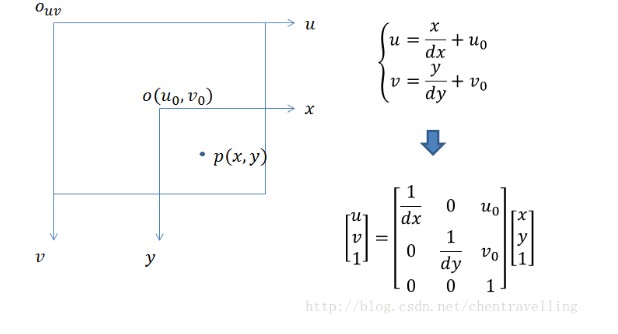 o_{uv}
u
o(u_0, v_0)
x
p(x, y)
v
y
\begin{cases} u = \frac{x}{dx} + u_0 \\ v = \frac{y}{dy} + v_0 \end{cases}
\begin{bmatrix} u \\ v \\ 1 \end{bmatrix} = \begin{bmatrix} \frac{1}{dx} & 0 & u_0 \\ 0 & \frac{1}{dy} & v_0 \\ 0 & 0 & 1 \end{bmatrix} \begin{bmatrix} x \\ y \\ 1 \end{bmatrix}
http://blog.csdn.net/chentravelling